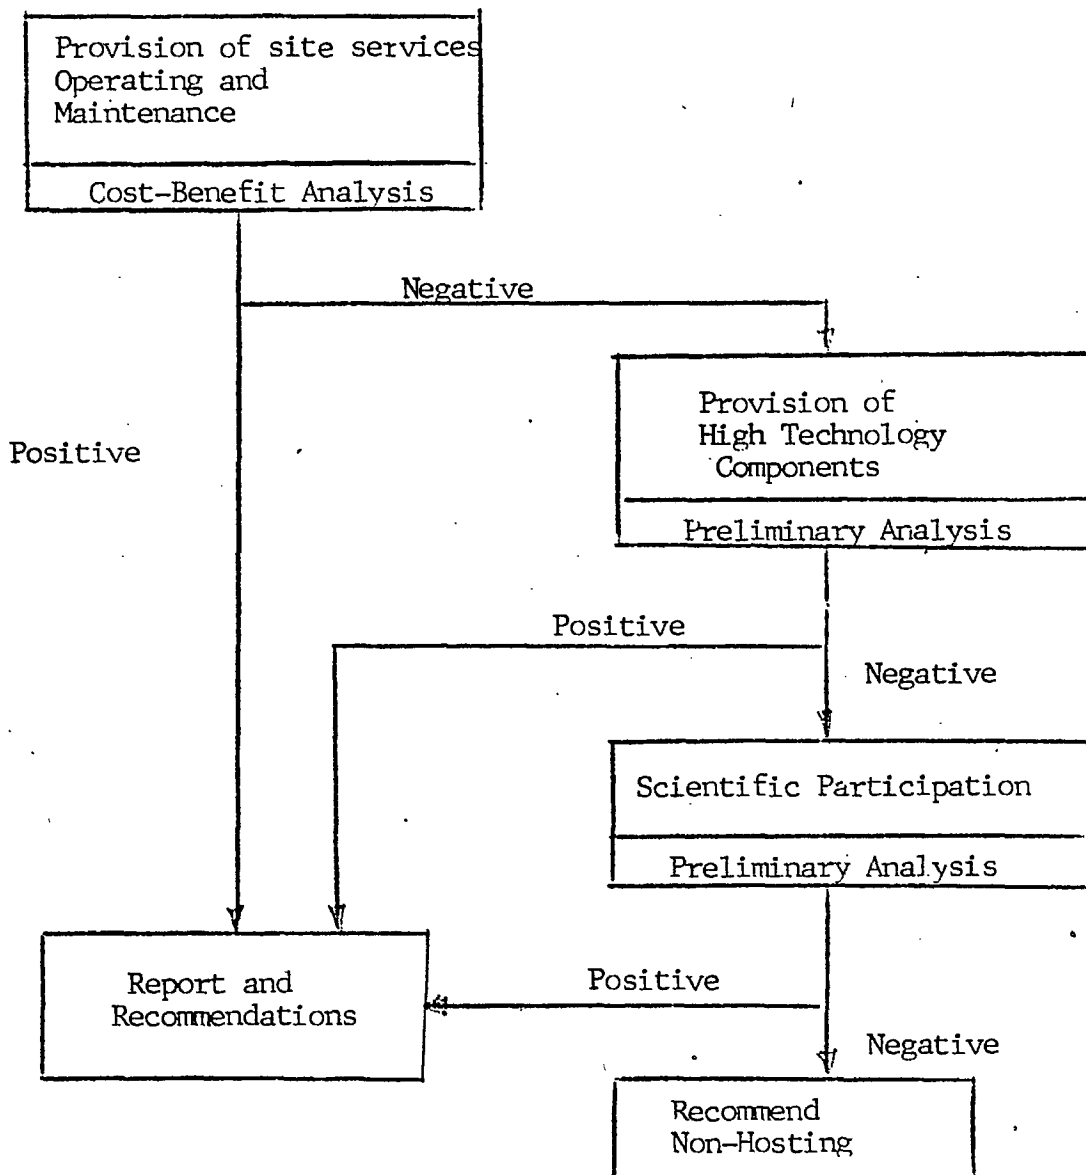 Provision of site services
Operating and
Maintenance
Cost-Benefit Analysis
Negative
Positive
Provision of
High Technology
Components
Preliminary Analysis
Positive
Negative
Scientific Participation
Preliminary Analysis
Report and
Recommendations
Positive
Negative
Recommend
Non-Hosting